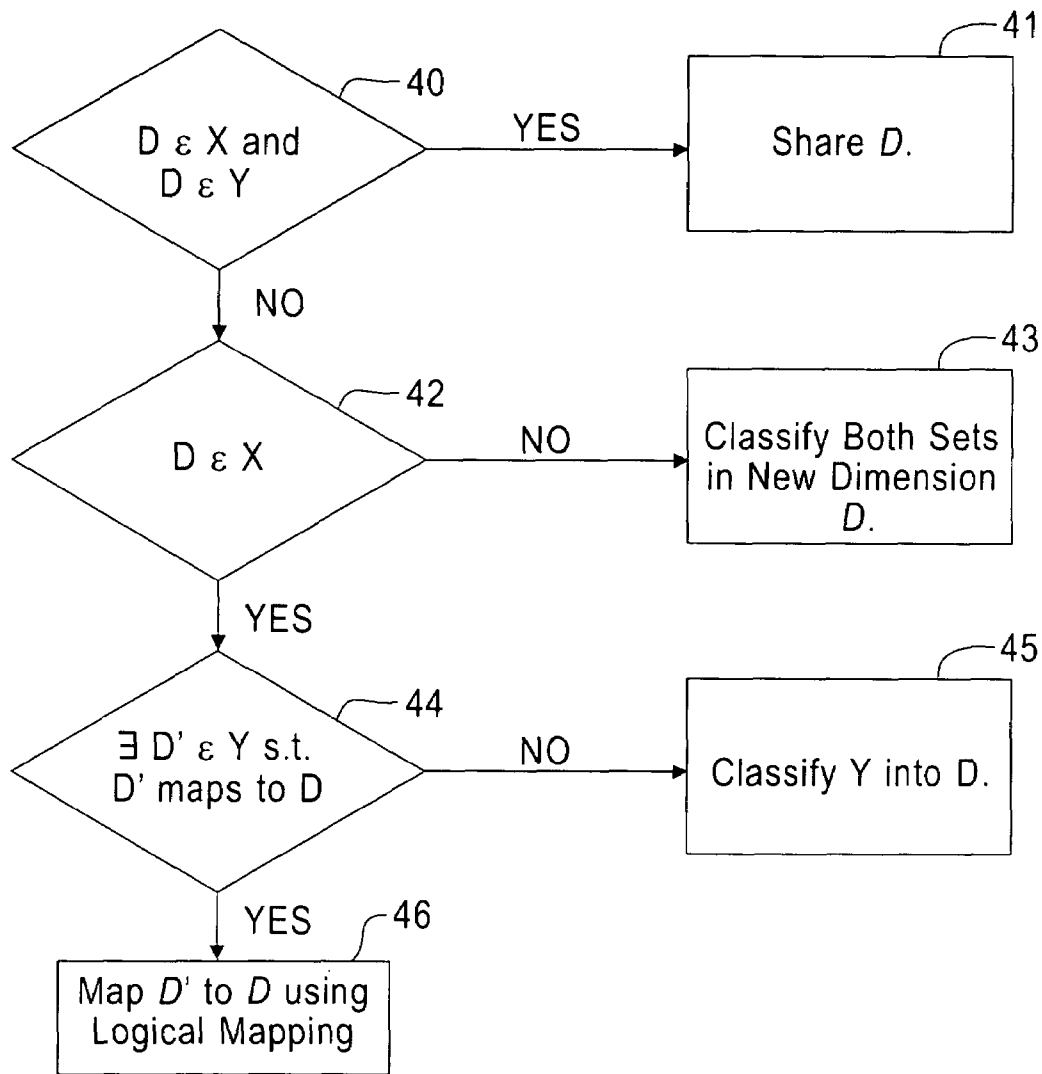 40
D ε X and
D ε Y
YES
41
Share D.
NO
42
D ε X
NO
43
Classify Both Sets
in New Dimension
D.
YES
44
∃ D' ε Y s.t.
D' maps to D
NO
45
Classify Y into D.
YES
46
Map D' to D using
Logical Mapping